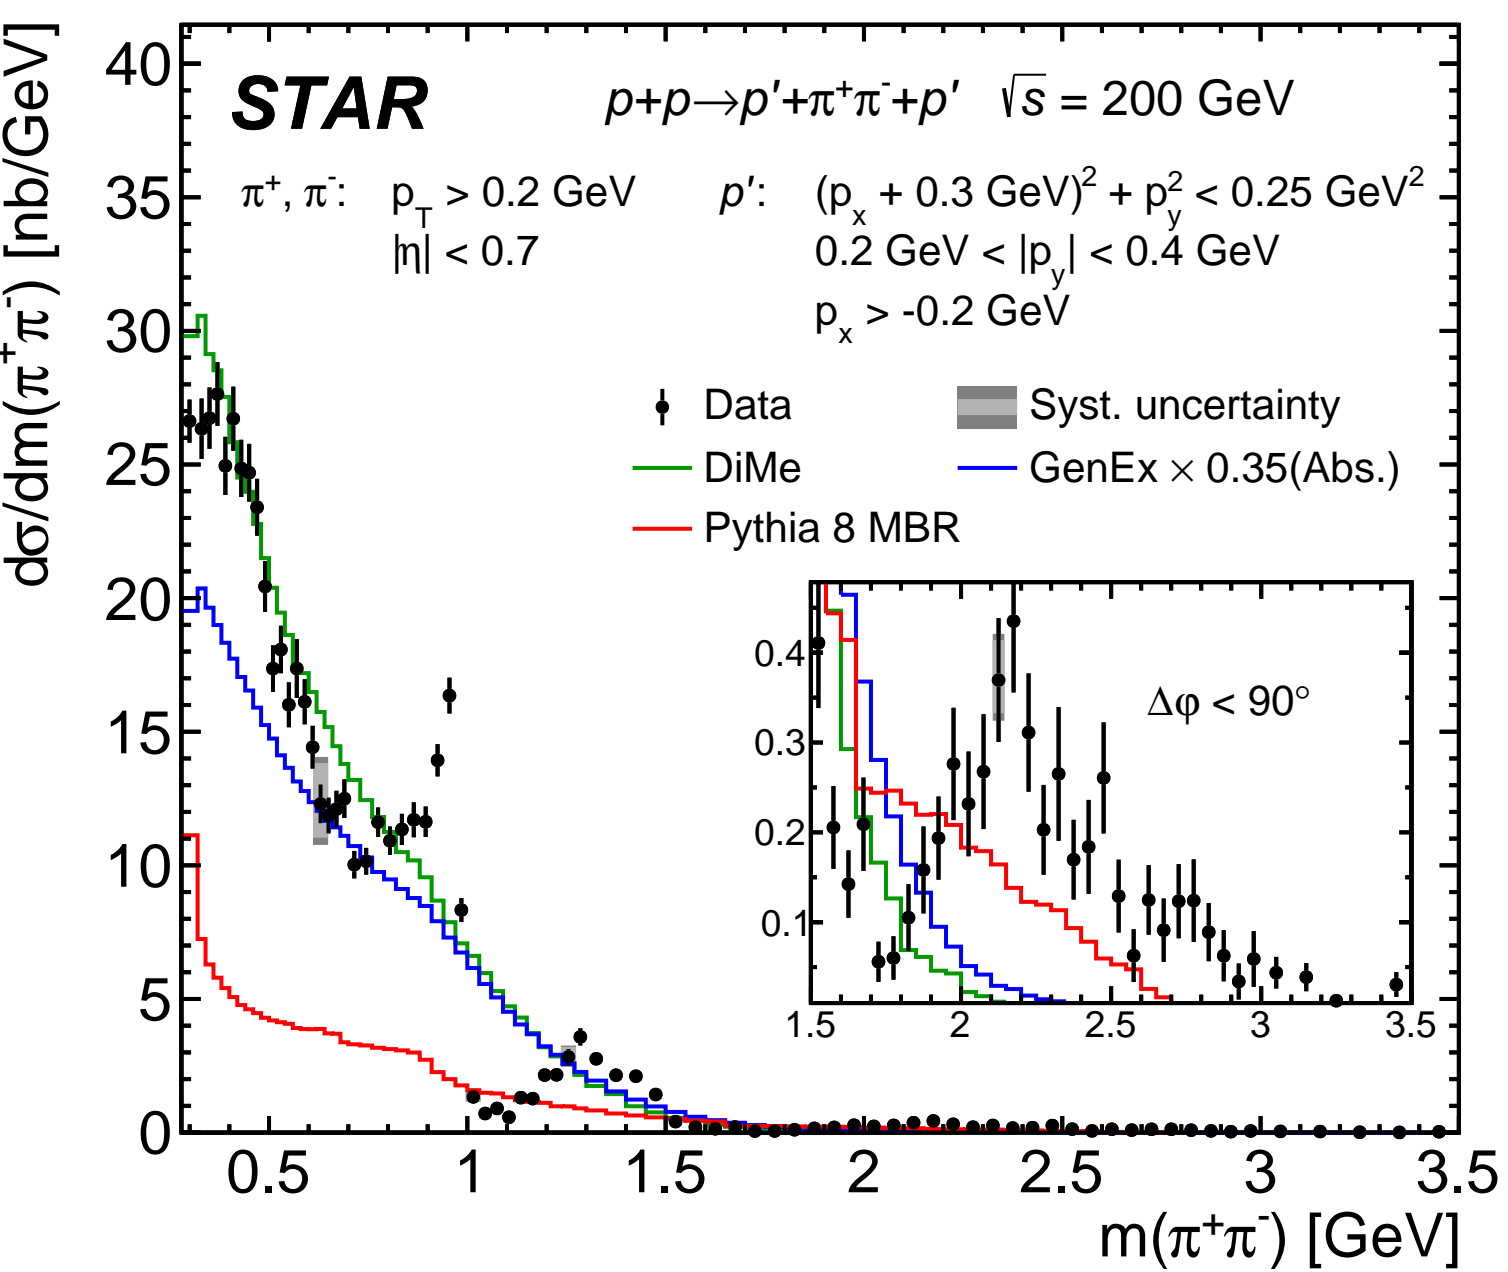 STAR
p+p→p′+π⁺π⁻+p′ √s = 200 GeV
π⁺, π⁻: p_T > 0.2 GeV p′: (p_x + 0.3 GeV)² + p_y² < 0.25 GeV²
|η| < 0.7 0.2 GeV < |p_y| < 0.4 GeV
p_x > -0.2 GeV
Data Syst. uncertainty
DiMe GenEx × 0.35(Abs.)
Pythia 8 MBR
Δφ < 90°
0.4
0.3
0.2
0.1
1.5 2 2.5 3 3.5
dσ/dm(π⁺π⁻) [nb/GeV]
40
35
30
25
20
15
10
5
0
0.5 1 1.5 2 2.5 3 3.5
m(π⁺π⁻) [GeV]